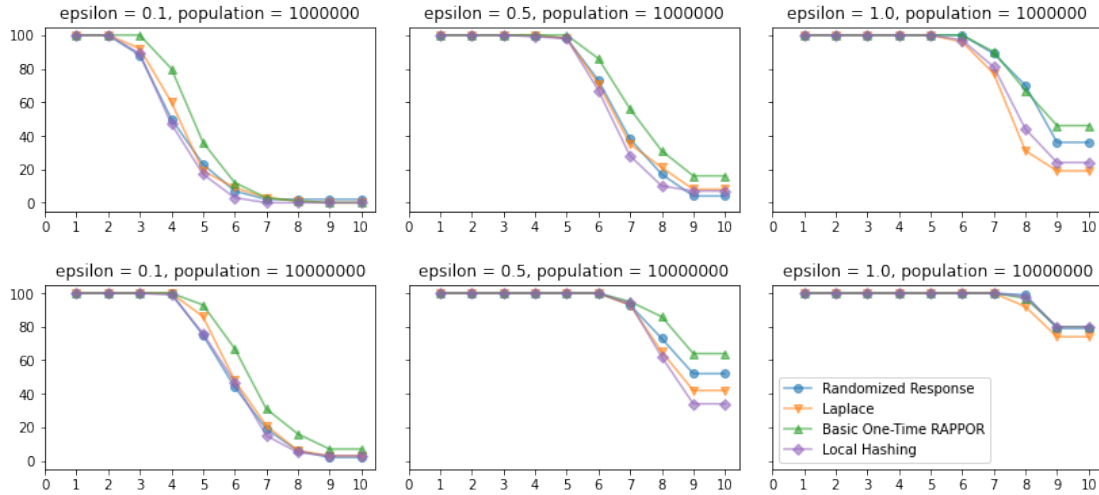 epsilon = 0.1, population = 1000000
epsilon = 0.5, population = 1000000
epsilon = 1.0, population = 1000000
100
80
60
40
20
0
0 1 2 3 4 5 6 7 8 9 10
0 1 2 3 4 5 6 7 8 9 10
0 1 2 3 4 5 6 7 8 9 10
epsilon = 0.1, population = 10000000
epsilon = 0.5, population = 10000000
epsilon = 1.0, population = 10000000
100
80
60
40
20
0
0 1 2 3 4 5 6 7 8 9 10
0 1 2 3 4 5 6 7 8 9 10
0 1 2 3 4 5 6 7 8 9 10
Randomized Response
Laplace
Basic One-Time RAPPOR
Local Hashing